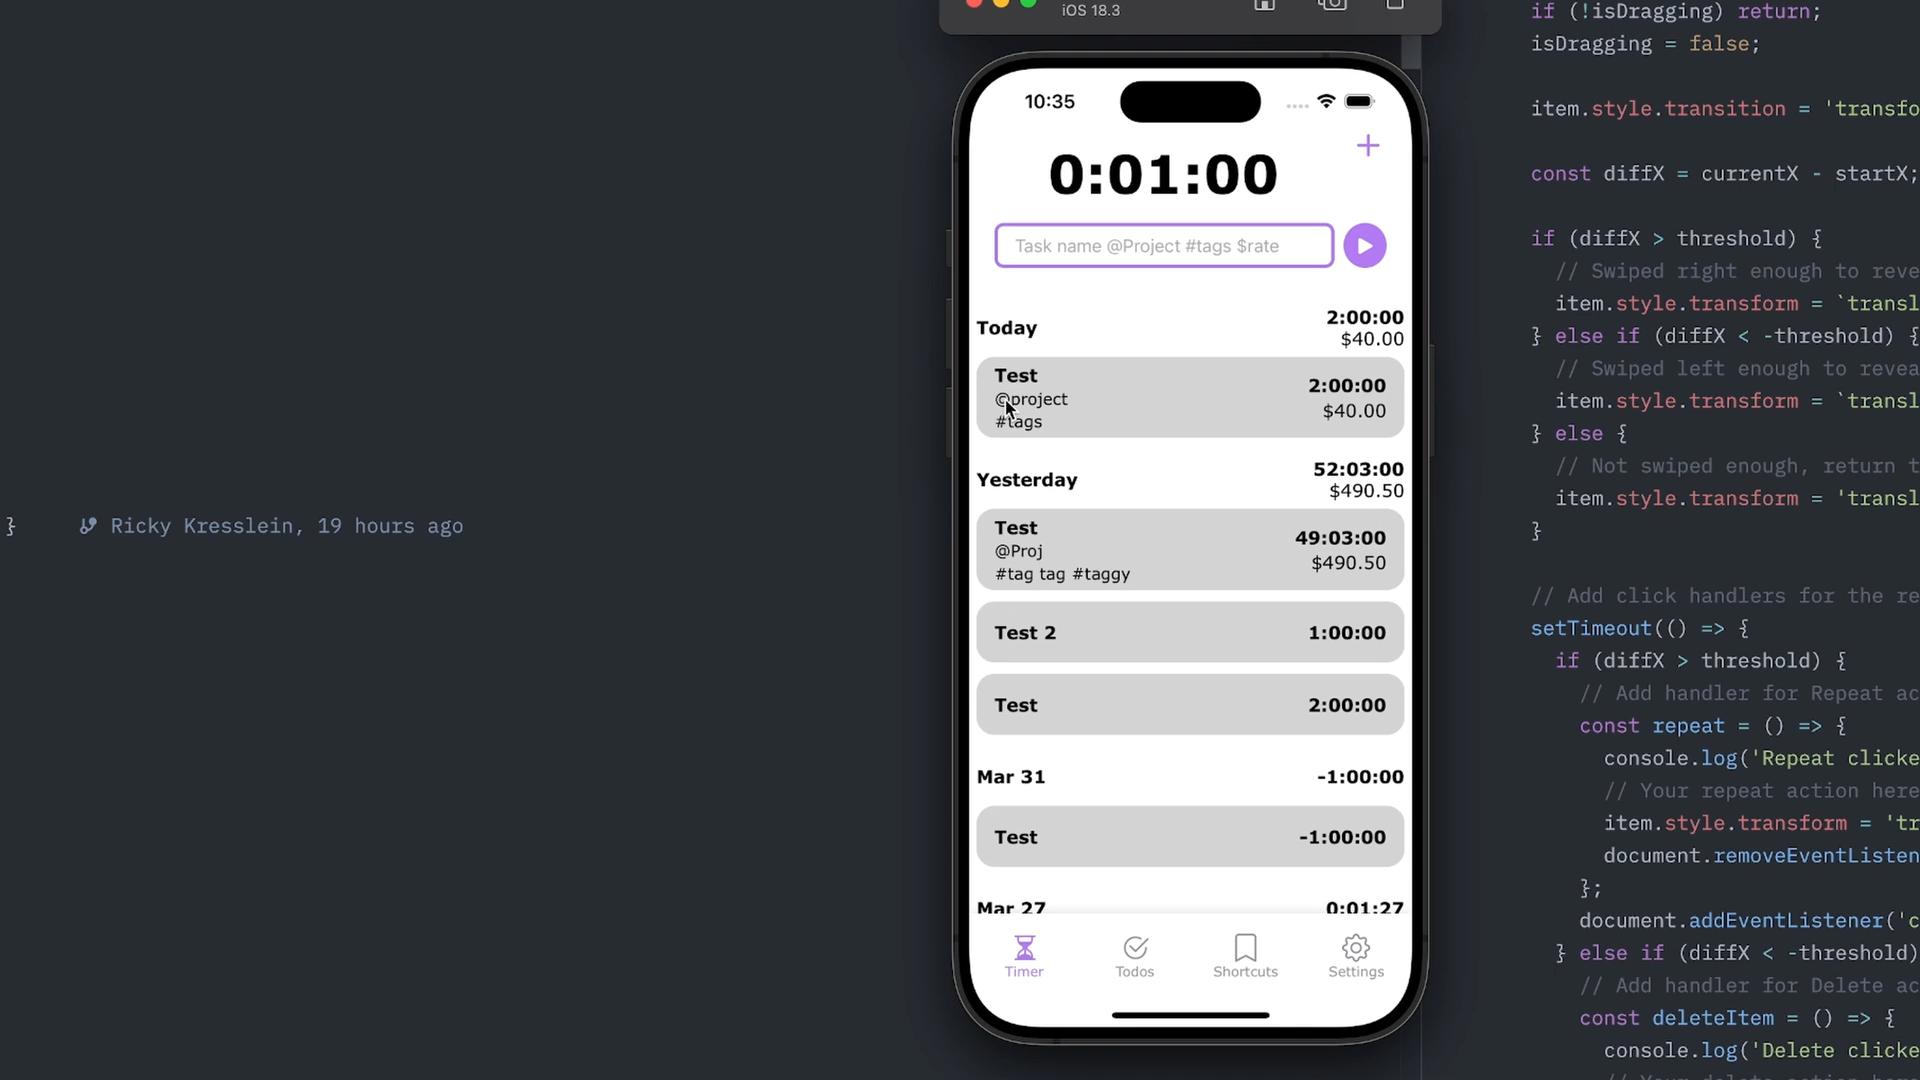 iOS 18.3
10:35
0:01:00
Task name @Project #tags $rate
Today
2:00:00
$40.00
Test
@project
#tags
2:00:00
$40.00
Yesterday
52:03:00
$490.50
Test
@Proj
#tag tag #taggy
49:03:00
$490.50
Test 2
1:00:00
Test
2:00:00
Mar 31
-1:00:00
Test
-1:00:00
Mar 27
0:01:27
Timer
Todos
Shortcuts
Settings
} Ricky Kresslein, 19 hours ago
if (!isDragging) return;
isDragging = false;
item.style.transition = 'transfo
const diffX = currentX - startX;
if (diffX > threshold) {
// Swiped right enough to reve
item.style.transform = `transl
} else if (diffX < -threshold) {
// Swiped left enough to revea
item.style.transform = `transl
} else {
// Not swiped enough, return t
item.style.transform = 'transl
}
// Add click handlers for the re
setTimeout(() => {
if (diffX > threshold) {
// Add handler for Repeat ac
const repeat = () => {
console.log('Repeat clicke
// Your repeat action here
item.style.transform = 'tr
document.removeEventListen
};
document.addEventListener('c
} else if (diffX < -threshold)
// Add handler for Delete ac
const deleteItem = () => {
console.log('Delete clicke